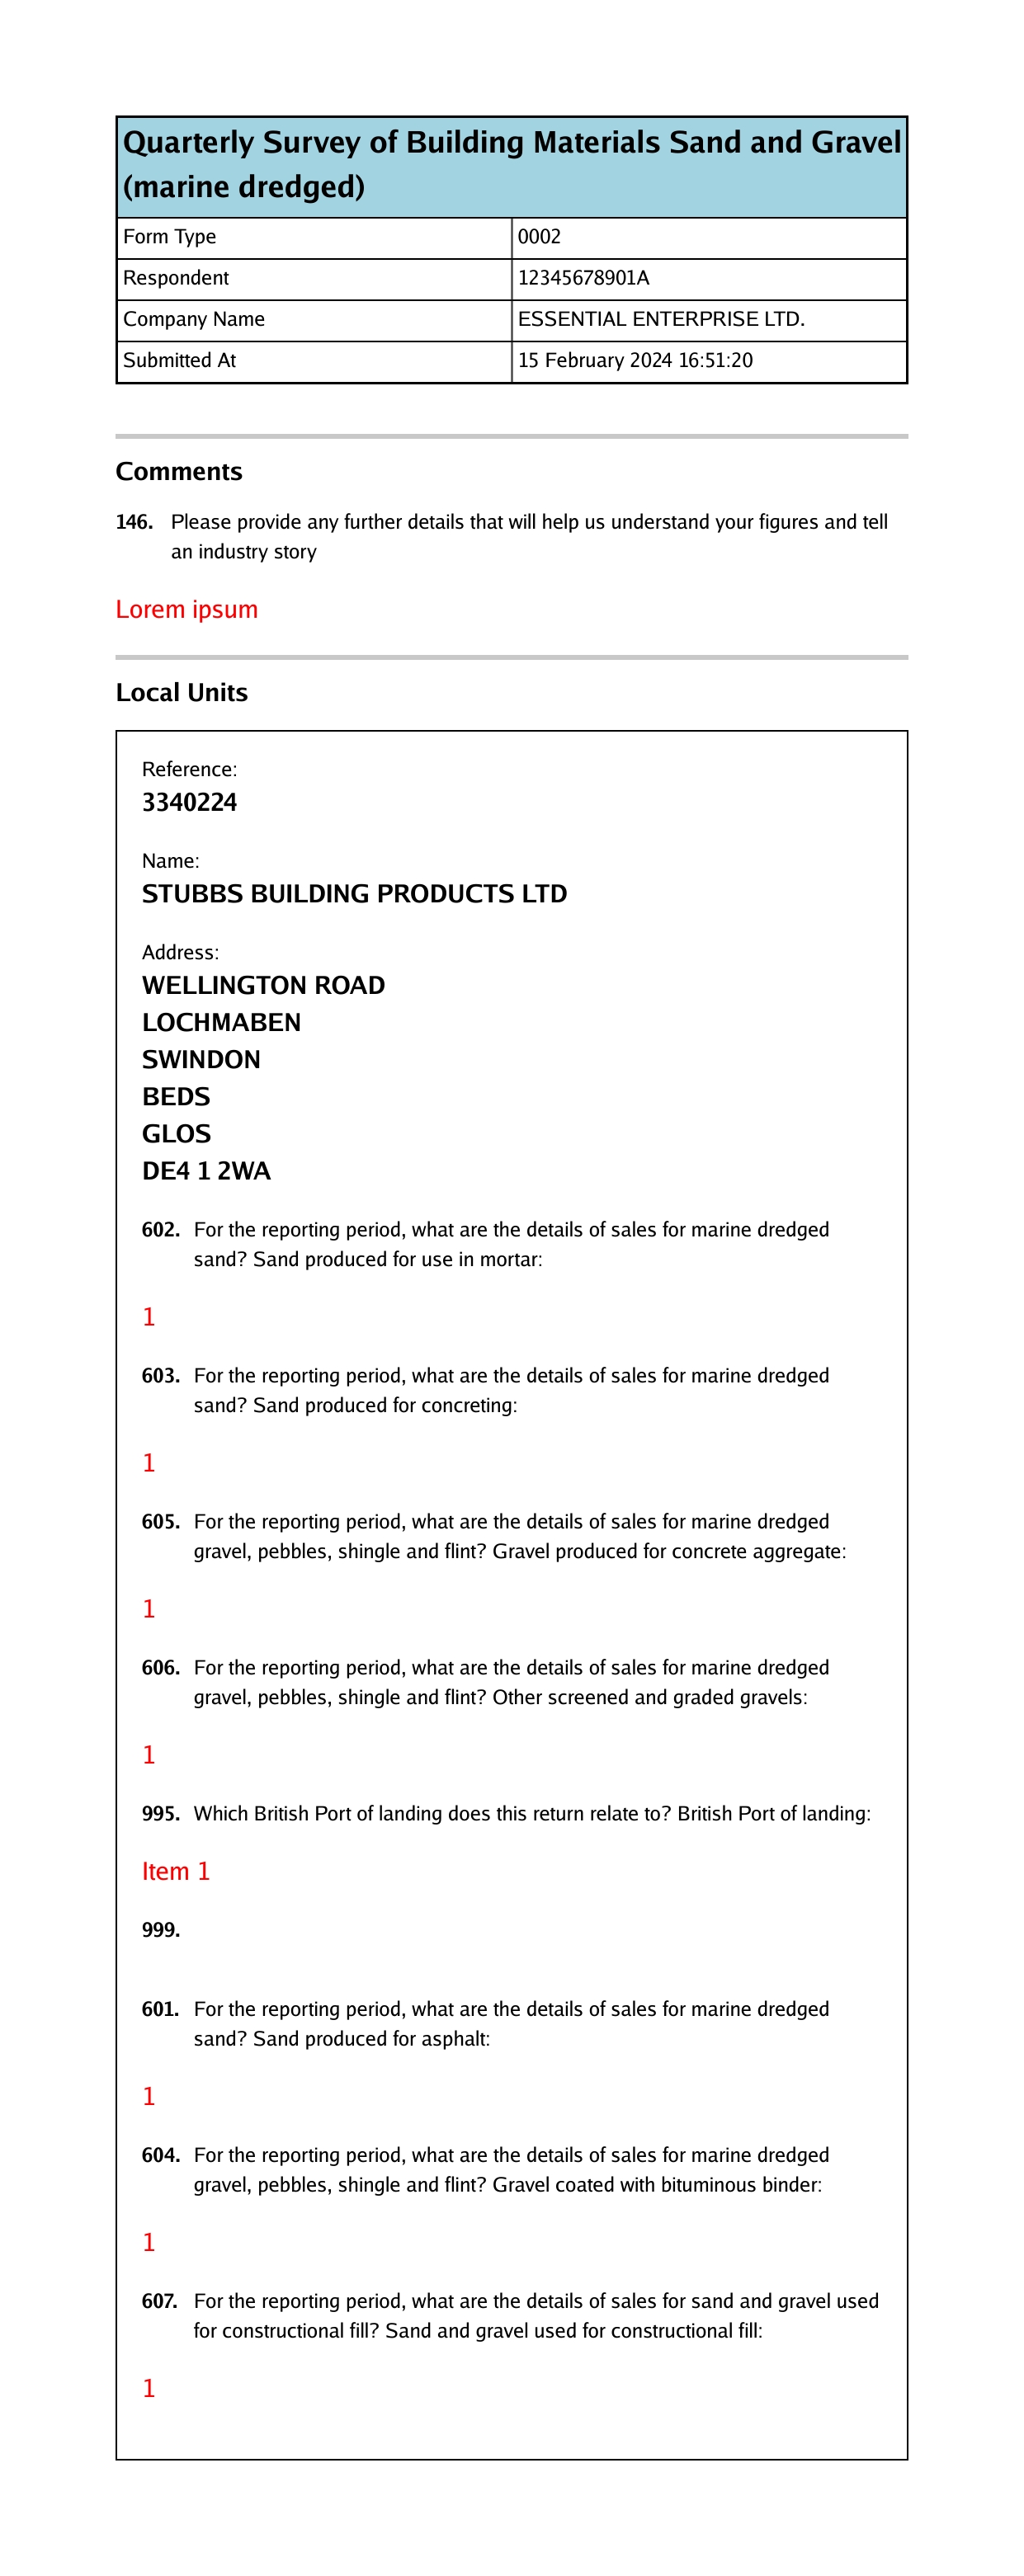 Quarterly Survey of Building Materials Sand and Gravel
(marine dredged)
Form Type 0002
Respondent 12345678901A
Company Name ESSENTIAL ENTERPRISE LTD.
Submitted At 15 February 2024 16:51:20
Comments
146. Please provide any further details that will help us understand your figures and tell
an industry story
Lorem ipsum
Local Units
Reference:
3340224
Name:
STUBBS BUILDING PRODUCTS LTD
Address:
WELLINGTON ROAD
LOCHMABEN
SWINDON
BEDS
GLOS
DE4 1 2WA
602. For the reporting period, what are the details of sales for marine dredged
sand? Sand produced for use in mortar:
1
603. For the reporting period, what are the details of sales for marine dredged
sand? Sand produced for concreting:
1
605. For the reporting period, what are the details of sales for marine dredged
gravel, pebbles, shingle and flint? Gravel produced for concrete aggregate:
1
606. For the reporting period, what are the details of sales for marine dredged
gravel, pebbles, shingle and flint? Other screened and graded gravels:
1
995. Which British Port of landing does this return relate to? British Port of landing:
Item 1
999.
601. For the reporting period, what are the details of sales for marine dredged
sand? Sand produced for asphalt:
1
604. For the reporting period, what are the details of sales for marine dredged
gravel, pebbles, shingle and flint? Gravel coated with bituminous binder:
1
607. For the reporting period, what are the details of sales for sand and gravel used
for constructional fill? Sand and gravel used for constructional fill:
1